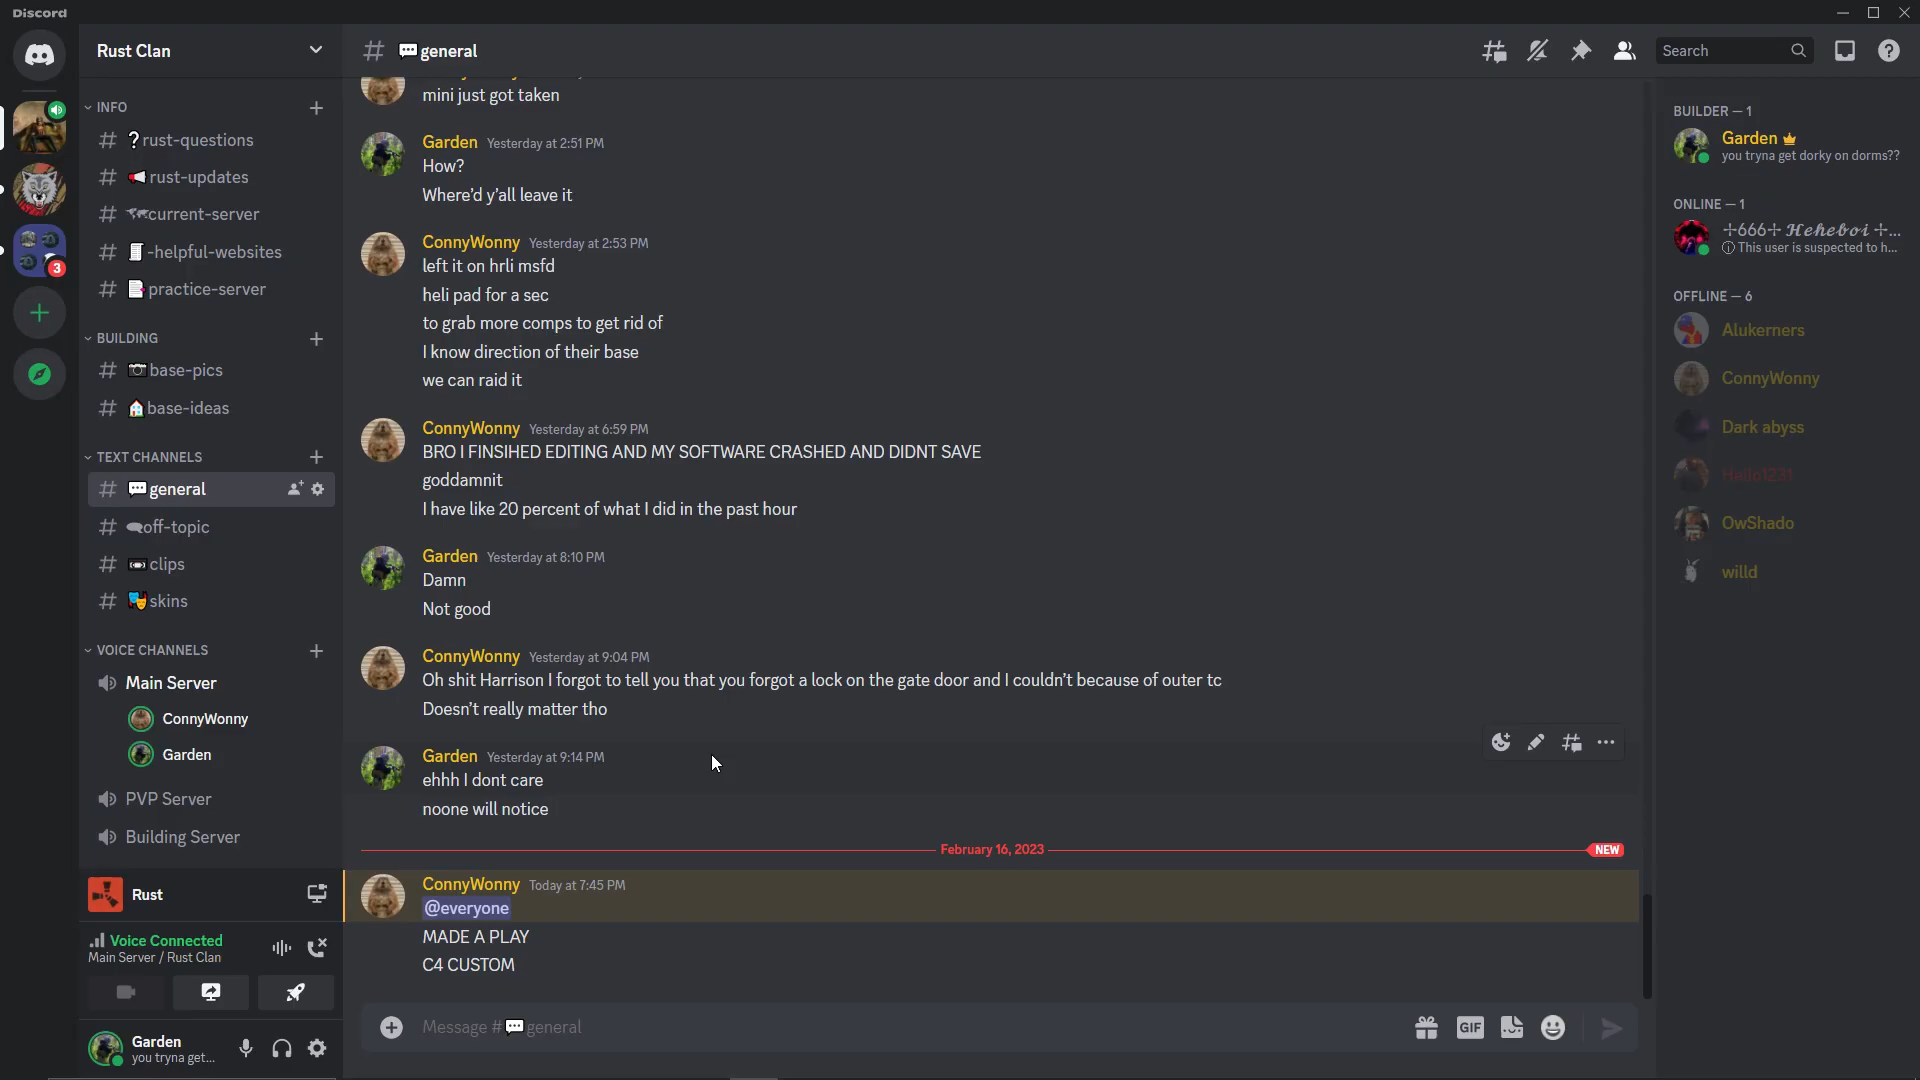 Discord
Rust Clan
INFO
rust-questions
rust-updates
current-server
-helpful-websites
practice-server
BUILDING
base-pics
base-ideas
TEXT CHANNELS
general
off-topic
clips
skins
VOICE CHANNELS
Main Server
ConnyWonny
Garden
PVP Server
Building Server
Rust
Voice Connected
Main Server / Rust Clan
Garden
you tryna get...
# 💬general
Search
mini just got taken
Garden Yesterday at 2:51 PM
How?
Where'd y'all leave it
ConnyWonny Yesterday at 2:53 PM
left it on hrli msfd
heli pad for a sec
to grab more comps to get rid of
I know direction of their base
we can raid it
ConnyWonny Yesterday at 6:59 PM
BRO I FINSIHED EDITING AND MY SOFTWARE CRASHED AND DIDNT SAVE
goddamnit
I have like 20 percent of what I did in the past hour
Garden Yesterday at 8:10 PM
Damn
Not good
ConnyWonny Yesterday at 9:04 PM
Oh shit Harrison I forgot to tell you that you forgot a lock on the gate door and I couldn't because of outer tc
Doesn't really matter tho
Garden Yesterday at 9:14 PM
ehhh I dont care
noone will notice
February 16, 2023 NEW
ConnyWonny Today at 7:45 PM
@everyone
MADE A PLAY
C4 CUSTOM
Message #💬general
GIF
BUILDER — 1
Garden
you tryna get dorky on dorms??
ONLINE — 1
☩666☩ 𝓗𝓮𝓱𝓮𝓫𝓸𝓲 ☩...
This user is suspected to h...
OFFLINE — 6
Alukerners
ConnyWonny
Dark abyss
Hello1231
OwShado
willd
3